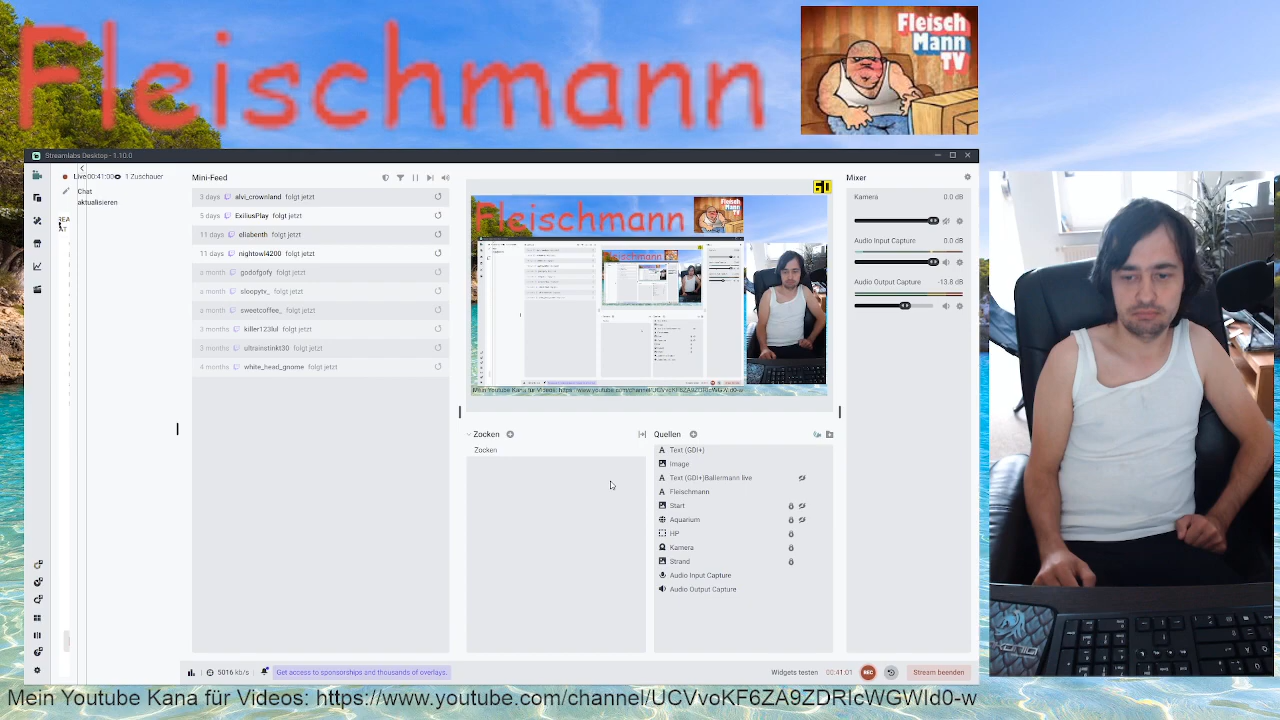 Fleischmann
Fleisch
Mann
TV
Streamlabs Desktop - 1.10.0
Live 00:41:00 1 Zuschauer
Chat
aktualisieren
Mini-Feed
3 days alvi_crownland folgt jetzt
5 days ExiliusPlay folgt jetzt
11 days eliabenth folgt jetzt
11 days nightowl4200 folgt jetzt
a month sloopytv_ folgt jetzt
a month sweetcoffee_ folgt jetzt
3 months killer123lul folgt jetzt
3 months ultrainstinkt30 folgt jetzt
4 months white_head_gnome folgt jetzt
60
Fleischmann
Mixer
Kamera 0.0 dB
Audio Input Capture 0.0 dB
Audio Output Capture -13.8 dB
Zocken
Zocken
Quellen
Text (GDI+)
Image
Text (GDI+)Ballermann live
Fleischmann
Start
Aquarium
HP
Kamera
Strand
Audio Input Capture
Audio Output Capture
5016 kb/s Get access to sponsorships and thousands of overlays.
Widgets testen 00:41:01 REC Stream beenden
Mein Youtube Kana für Videos: https://www.youtube.com/channel/UCVvoKF6ZA9ZDRIcWGWId0-w